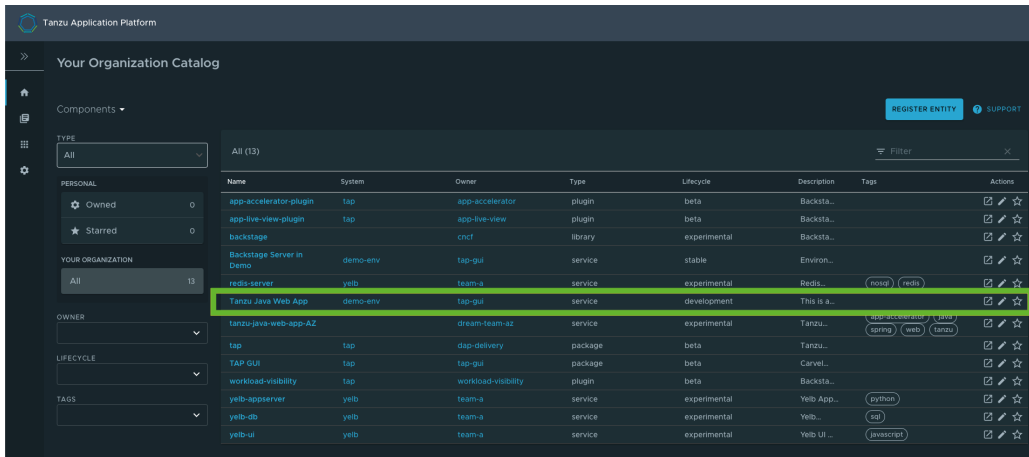 Tanzu Application Platform
Your Organization Catalog
Components
REGISTER ENTITY
SUPPORT
TYPE
All
PERSONAL
Owned 0
Starred 0
YOUR ORGANIZATION
All 13
OWNER
LIFECYCLE
TAGS
All (13)
Filter
Name System Owner Type Lifecycle Description Tags Actions
app-accelerator-plugin tap app-accelerator plugin beta Backsta...
app-live-view-plugin tap app-live-view plugin beta Backsta...
backstage cncf library experimental Backsta...
Backstage Server in
Demo demo-env tap-gui service stable Environ...
redis-server yelb team-a service experimental Redis... nosql redis
Tanzu Java Web App demo-env tap-gui service development This is a...
tanzu-java-web-app-AZ dream-team-az service experimental Tanzu... app-accelerator java
spring web tanzu
tap tap dap-delivery package beta Tanzu...
TAP GUI tap tap-gui package beta Carvel...
workload-visibility tap workload-visibility plugin beta Backsta...
yelb-appserver yelb team-a service experimental Yelb App... python
yelb-db yelb team-a service experimental Yelb... sql
yelb-ui yelb team-a service experimental Yelb UI ... javascript